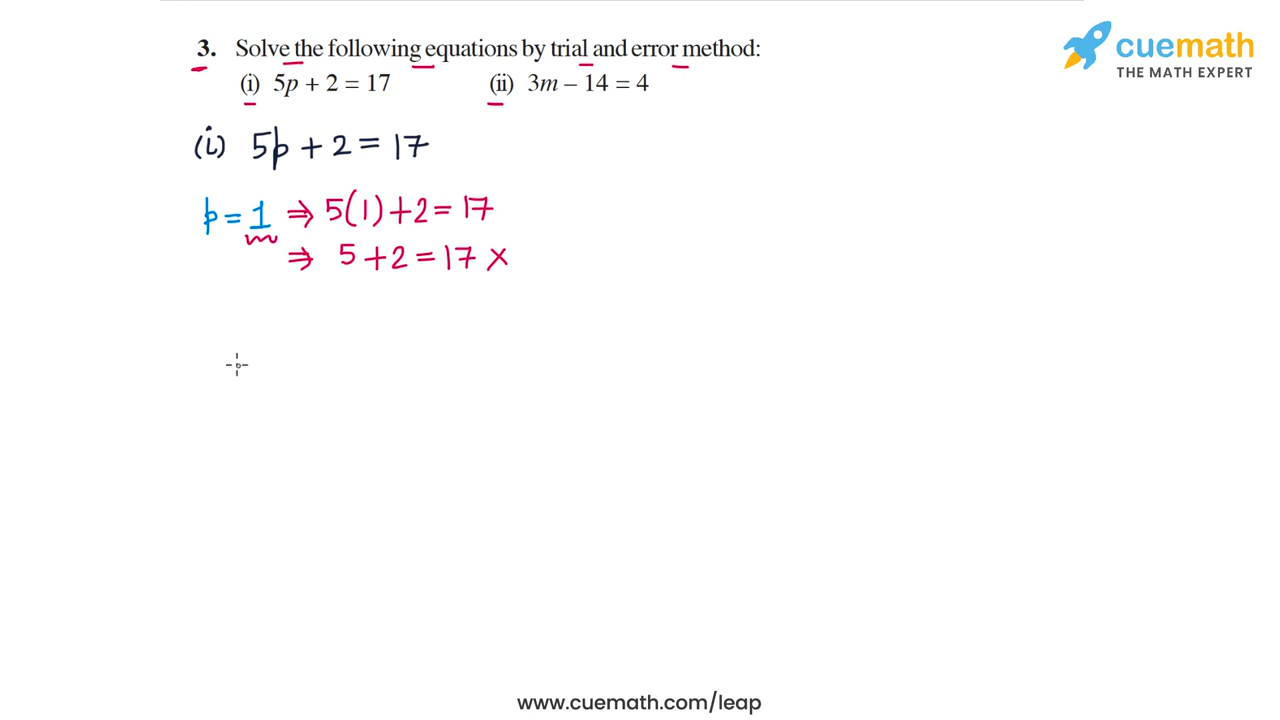 3. Solve the following equations by trial and error method:
(i) 5p + 2 = 17 (ii) 3m – 14 = 4
cuemath
THE MATH EXPERT
(i) 5p + 2 = 17
p = 1 ⇒ 5(1) + 2 = 17
⇒ 5 + 2 = 17 ×
www.cuemath.com/leap